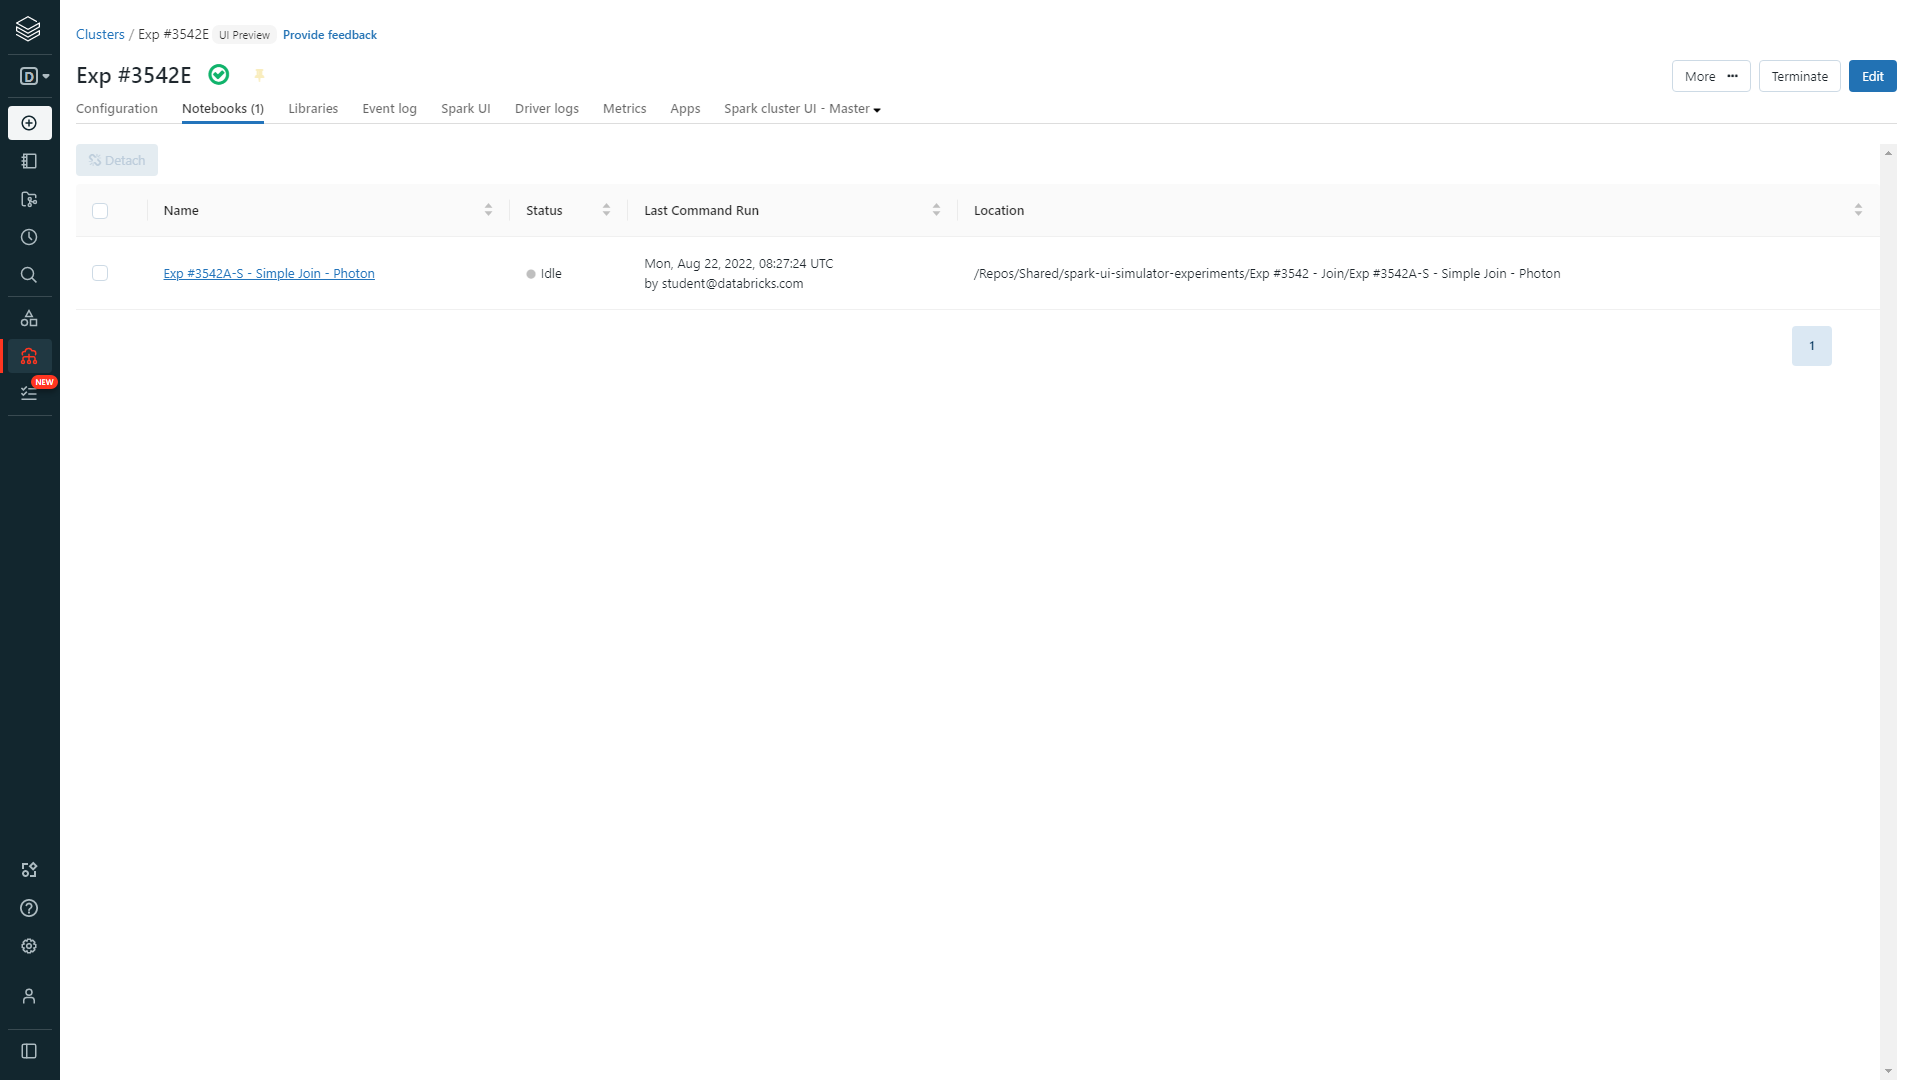 Clusters / Exp #3542E UI Preview Provide feedback
D
Exp #3542E
More ••• Terminate Edit
Configuration Notebooks (1) Libraries Event log Spark UI Driver logs Metrics Apps Spark cluster UI - Master
Detach
Name Status Last Command Run Location
Exp #3542A-S - Simple Join - Photon Idle Mon, Aug 22, 2022, 08:27:24 UTC /Repos/Shared/spark-ui-simulator-experiments/Exp #3542 - Join/Exp #3542A-S - Simple Join - Photon
by student@databricks.com
1
NEW